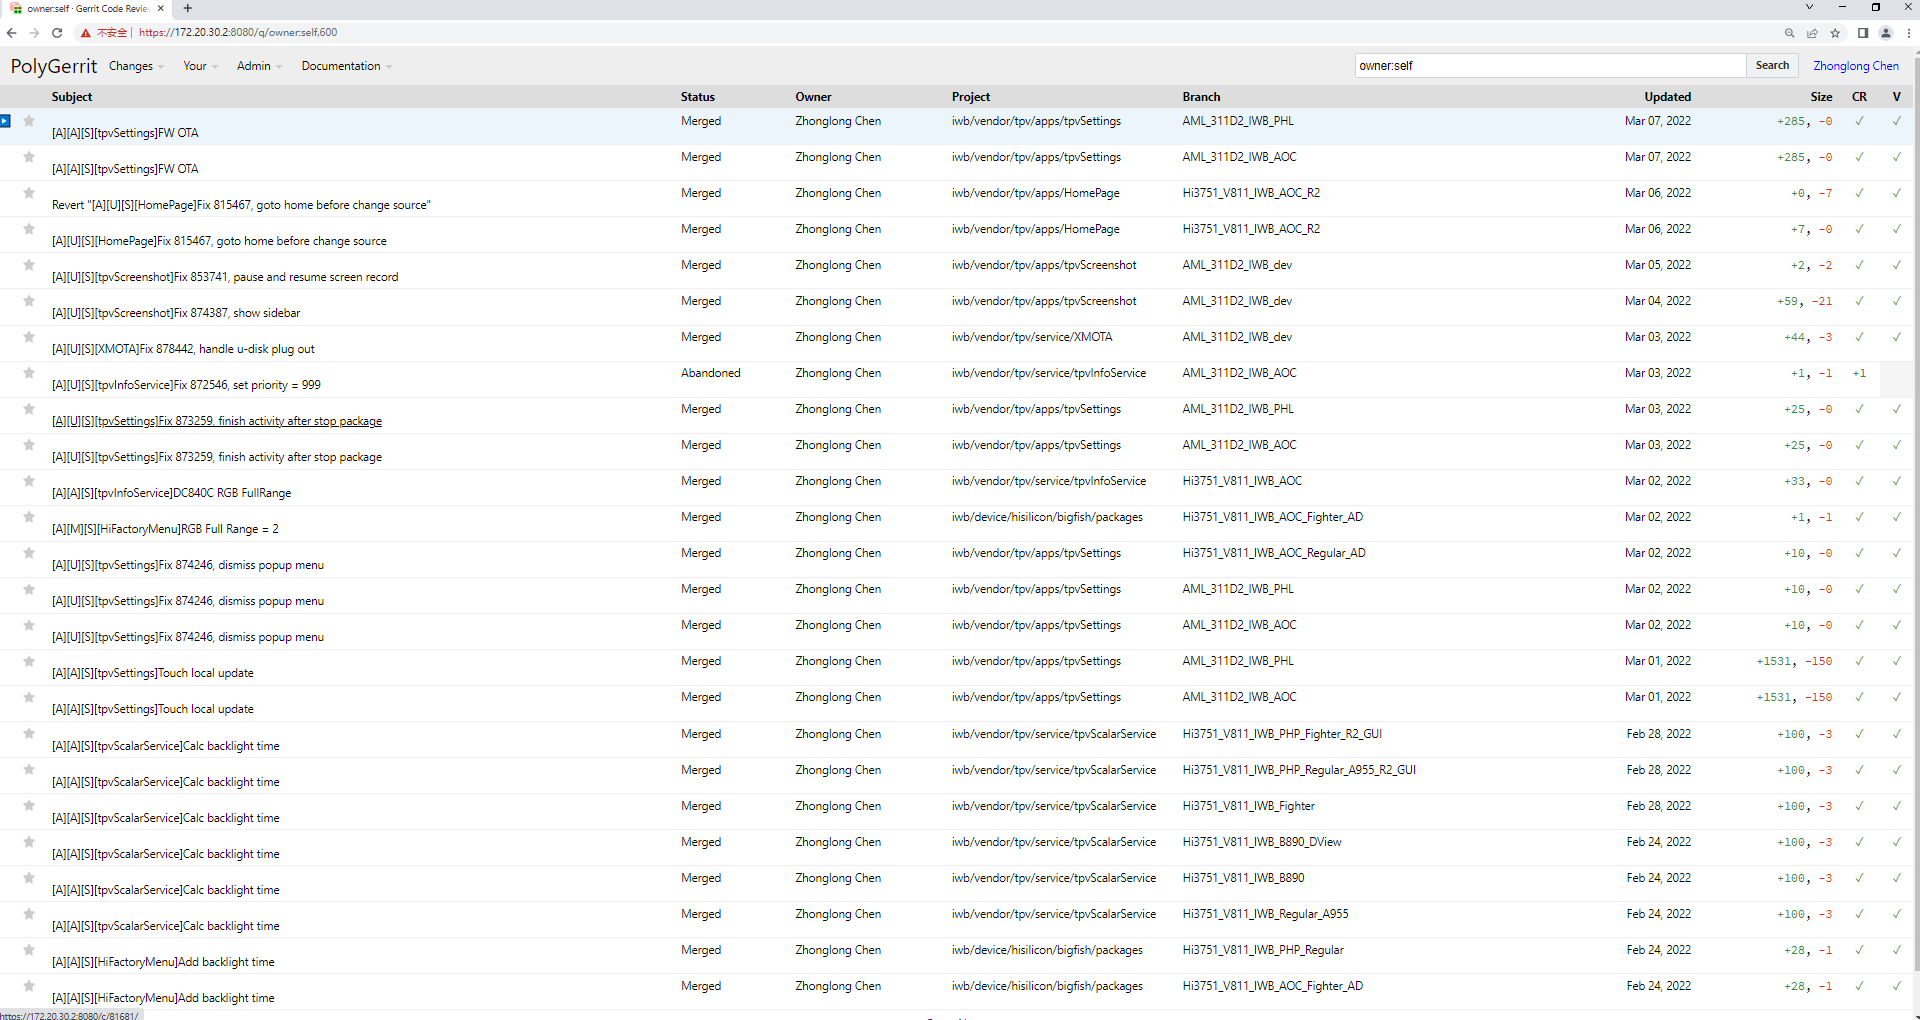 owner:self · Gerrit Code Revie
不安全 | https://172.20.30.2:8080/q/owner:self,600
PolyGerrit Changes Your Admin Documentation owner:self Search Zhonglong Chen
Subject Status Owner Project Branch Updated Size CR V
[A][A][S][tpvSettings]FW OTA Merged Zhonglong Chen iwb/vendor/tpv/apps/tpvSettings AML_311D2_IWB_PHL Mar 07, 2022 +285, -0 ✓ ✓
[A][A][S][tpvSettings]FW OTA Merged Zhonglong Chen iwb/vendor/tpv/apps/tpvSettings AML_311D2_IWB_AOC Mar 07, 2022 +285, -0 ✓ ✓
Revert "[A][U][S][HomePage]Fix 815467, goto home before change source" Merged Zhonglong Chen iwb/vendor/tpv/apps/HomePage Hi3751_V811_IWB_AOC_R2 Mar 06, 2022 +0, -7 ✓ ✓
[A][U][S][HomePage]Fix 815467, goto home before change source Merged Zhonglong Chen iwb/vendor/tpv/apps/HomePage Hi3751_V811_IWB_AOC_R2 Mar 06, 2022 +7, -0 ✓ ✓
[A][U][S][tpvScreenshot]Fix 853741, pause and resume screen record Merged Zhonglong Chen iwb/vendor/tpv/apps/tpvScreenshot AML_311D2_IWB_dev Mar 05, 2022 +2, -2 ✓ ✓
[A][U][S][tpvScreenshot]Fix 874387, show sidebar Merged Zhonglong Chen iwb/vendor/tpv/apps/tpvScreenshot AML_311D2_IWB_dev Mar 04, 2022 +59, -21 ✓ ✓
[A][U][S][XMOTA]Fix 878442, handle u-disk plug out Merged Zhonglong Chen iwb/vendor/tpv/service/XMOTA AML_311D2_IWB_dev Mar 03, 2022 +44, -3 ✓ ✓
[A][U][S][tpvInfoService]Fix 872546, set priority = 999 Abandoned Zhonglong Chen iwb/vendor/tpv/service/tpvInfoService AML_311D2_IWB_AOC Mar 03, 2022 +1, -1 +1
[A][U][S][tpvSettings]Fix 873259, finish activity after stop package Merged Zhonglong Chen iwb/vendor/tpv/apps/tpvSettings AML_311D2_IWB_PHL Mar 03, 2022 +25, -0 ✓ ✓
[A][U][S][tpvSettings]Fix 873259, finish activity after stop package Merged Zhonglong Chen iwb/vendor/tpv/apps/tpvSettings AML_311D2_IWB_AOC Mar 03, 2022 +25, -0 ✓ ✓
[A][A][S][tpvInfoService]DC840C RGB FullRange Merged Zhonglong Chen iwb/vendor/tpv/service/tpvInfoService Hi3751_V811_IWB_AOC Mar 02, 2022 +33, -0 ✓ ✓
[A][M][S][HiFactoryMenu]RGB Full Range = 2 Merged Zhonglong Chen iwb/device/hisilicon/bigfish/packages Hi3751_V811_IWB_AOC_Fighter_AD Mar 02, 2022 +1, -1 ✓ ✓
[A][U][S][tpvSettings]Fix 874246, dismiss popup menu Merged Zhonglong Chen iwb/vendor/tpv/apps/tpvSettings Hi3751_V811_IWB_AOC_Regular_AD Mar 02, 2022 +10, -0 ✓ ✓
[A][U][S][tpvSettings]Fix 874246, dismiss popup menu Merged Zhonglong Chen iwb/vendor/tpv/apps/tpvSettings AML_311D2_IWB_PHL Mar 02, 2022 +10, -0 ✓ ✓
[A][U][S][tpvSettings]Fix 874246, dismiss popup menu Merged Zhonglong Chen iwb/vendor/tpv/apps/tpvSettings AML_311D2_IWB_AOC Mar 02, 2022 +10, -0 ✓ ✓
[A][A][S][tpvSettings]Touch local update Merged Zhonglong Chen iwb/vendor/tpv/apps/tpvSettings AML_311D2_IWB_PHL Mar 01, 2022 +1531, -150 ✓ ✓
[A][A][S][tpvSettings]Touch local update Merged Zhonglong Chen iwb/vendor/tpv/apps/tpvSettings AML_311D2_IWB_AOC Mar 01, 2022 +1531, -150 ✓ ✓
[A][A][S][tpvScalarService]Calc backlight time Merged Zhonglong Chen iwb/vendor/tpv/service/tpvScalarService Hi3751_V811_IWB_PHP_Fighter_R2_GUI Feb 28, 2022 +100, -3 ✓ ✓
[A][A][S][tpvScalarService]Calc backlight time Merged Zhonglong Chen iwb/vendor/tpv/service/tpvScalarService Hi3751_V811_IWB_PHP_Regular_A955_R2_GUI Feb 28, 2022 +100, -3 ✓ ✓
[A][A][S][tpvScalarService]Calc backlight time Merged Zhonglong Chen iwb/vendor/tpv/service/tpvScalarService Hi3751_V811_IWB_Fighter Feb 28, 2022 +100, -3 ✓ ✓
[A][A][S][tpvScalarService]Calc backlight time Merged Zhonglong Chen iwb/vendor/tpv/service/tpvScalarService Hi3751_V811_IWB_B890_DView Feb 24, 2022 +100, -3 ✓ ✓
[A][A][S][tpvScalarService]Calc backlight time Merged Zhonglong Chen iwb/vendor/tpv/service/tpvScalarService Hi3751_V811_IWB_B890 Feb 24, 2022 +100, -3 ✓ ✓
[A][A][S][tpvScalarService]Calc backlight time Merged Zhonglong Chen iwb/vendor/tpv/service/tpvScalarService Hi3751_V811_IWB_Regular_A955 Feb 24, 2022 +100, -3 ✓ ✓
[A][A][S][HiFactoryMenu]Add backlight time Merged Zhonglong Chen iwb/device/hisilicon/bigfish/packages Hi3751_V811_IWB_PHP_Regular Feb 24, 2022 +28, -1 ✓ ✓
[A][A][S][HiFactoryMenu]Add backlight time Merged Zhonglong Chen iwb/device/hisilicon/bigfish/packages Hi3751_V811_IWB_AOC_Fighter_AD Feb 24, 2022 +28, -1 ✓ ✓
https://172.20.30.2:8080/c/81681/